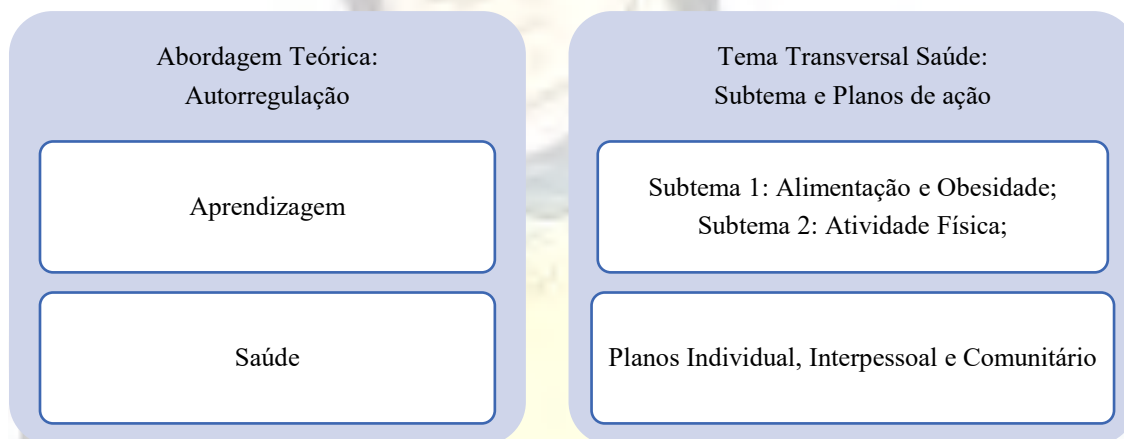 Abordagem Teórica:
Autorregulação
Aprendizagem
Saúde
Tema Transversal Saúde:
Subtema e Planos de ação
Subtema 1: Alimentação e Obesidade;
Subtema 2: Atividade Física;
Planos Individual, Interpessoal e Comunitário